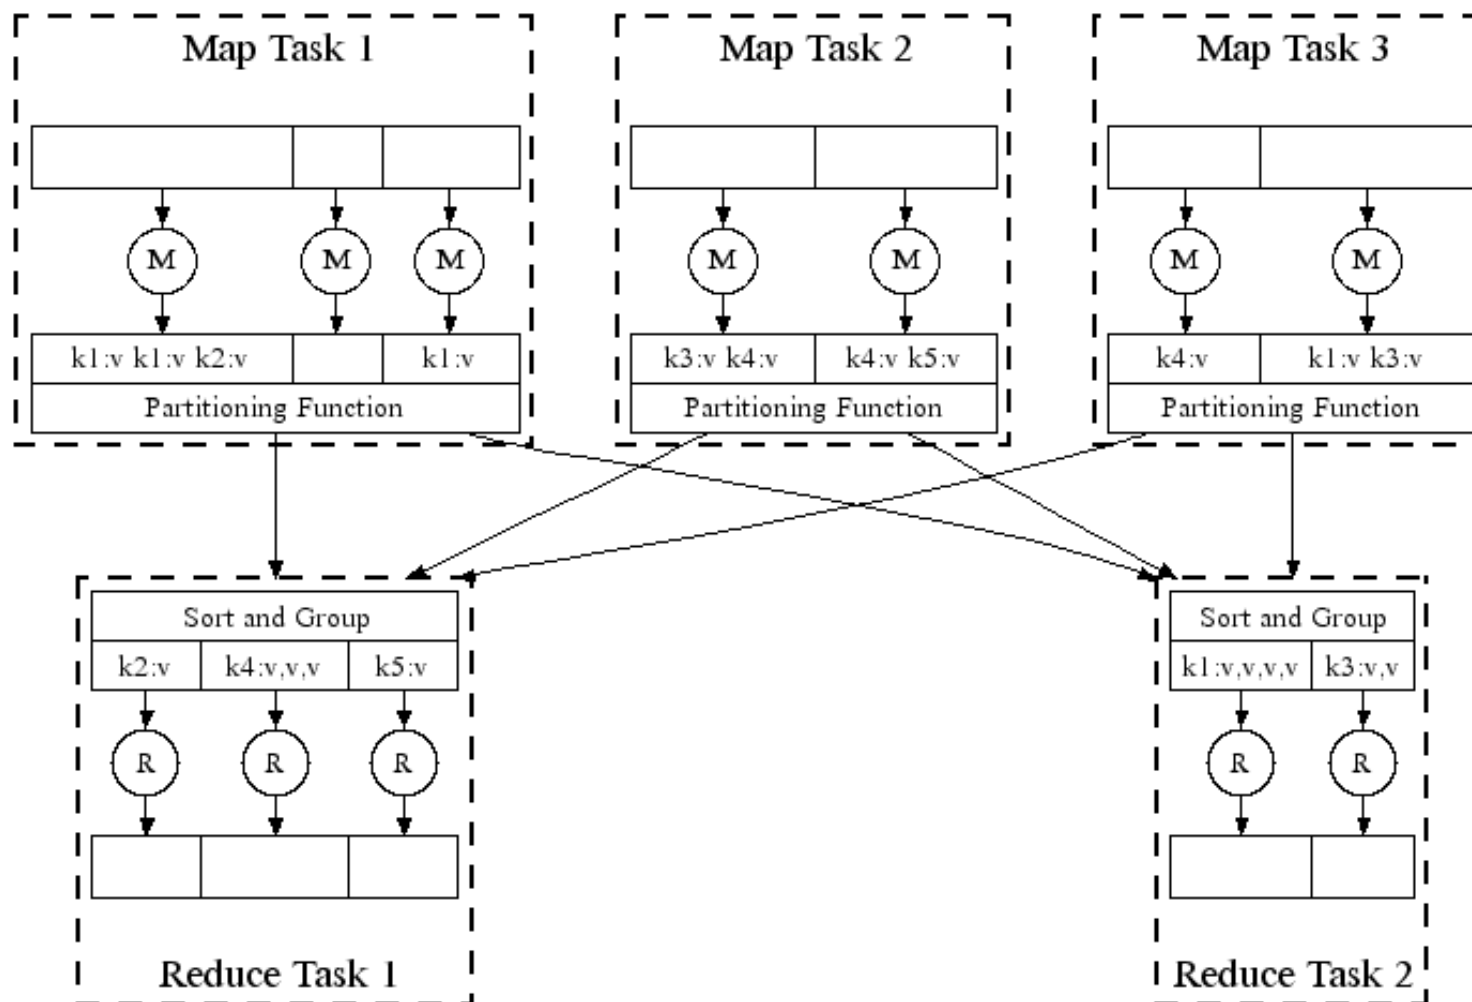 Map Task 1
Map Task 2
Map Task 3
M
M
M
M
M
M
M
k1:v k1:v k2:v
k1:v
k3:v k4:v
k4:v k5:v
k4:v
k1:v k3:v
Partitioning Function
Partitioning Function
Partitioning Function
Sort and Group
Sort and Group
k2:v
k4:v,v,v
k5:v
k1:v,v,v,v
k3:v,v
R
R
R
R
R
Reduce Task 1
Reduce Task 2